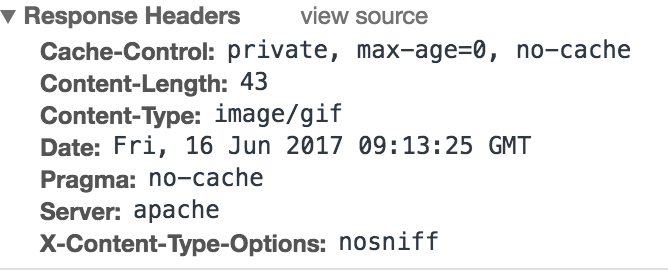 ▼ Response Headers view source
Cache-Control: private, max-age=0, no-cache
Content-Length: 43
Content-Type: image/gif
Date: Fri, 16 Jun 2017 09:13:25 GMT
Pragma: no-cache
Server: apache
X-Content-Type-Options: nosniff